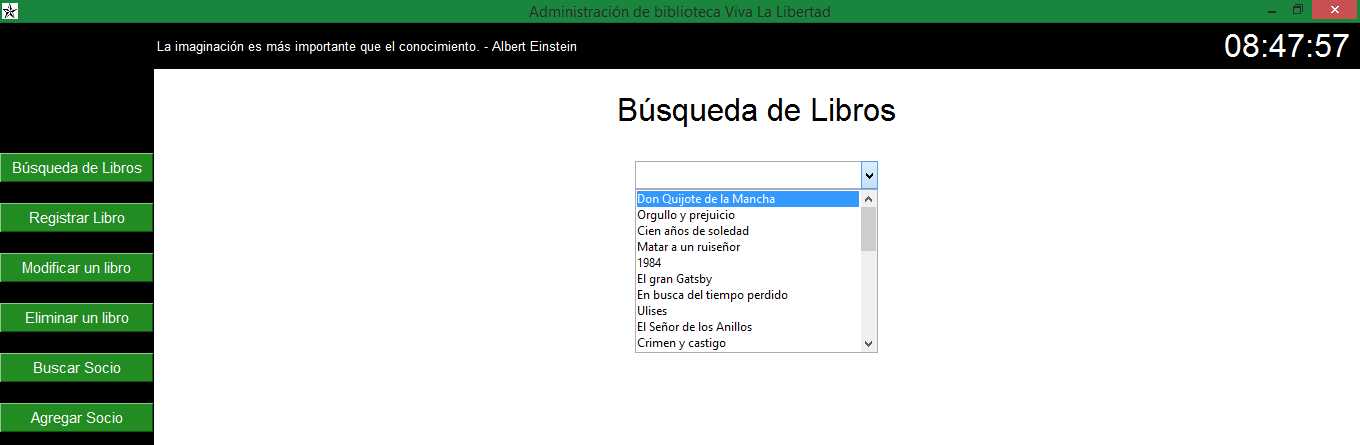 Administración de biblioteca Viva La Libertad
La imaginación es más importante que el conocimiento. - Albert Einstein
08:47:57
Búsqueda de Libros
Búsqueda de Libros
Registrar Libro
Modificar un libro
Eliminar un libro
Buscar Socio
Agregar Socio
Don Quijote de la Mancha
Orgullo y prejuicio
Cien años de soledad
Matar a un ruiseñor
1984
El gran Gatsby
En busca del tiempo perdido
Ulises
El Señor de los Anillos
Crimen y castigo